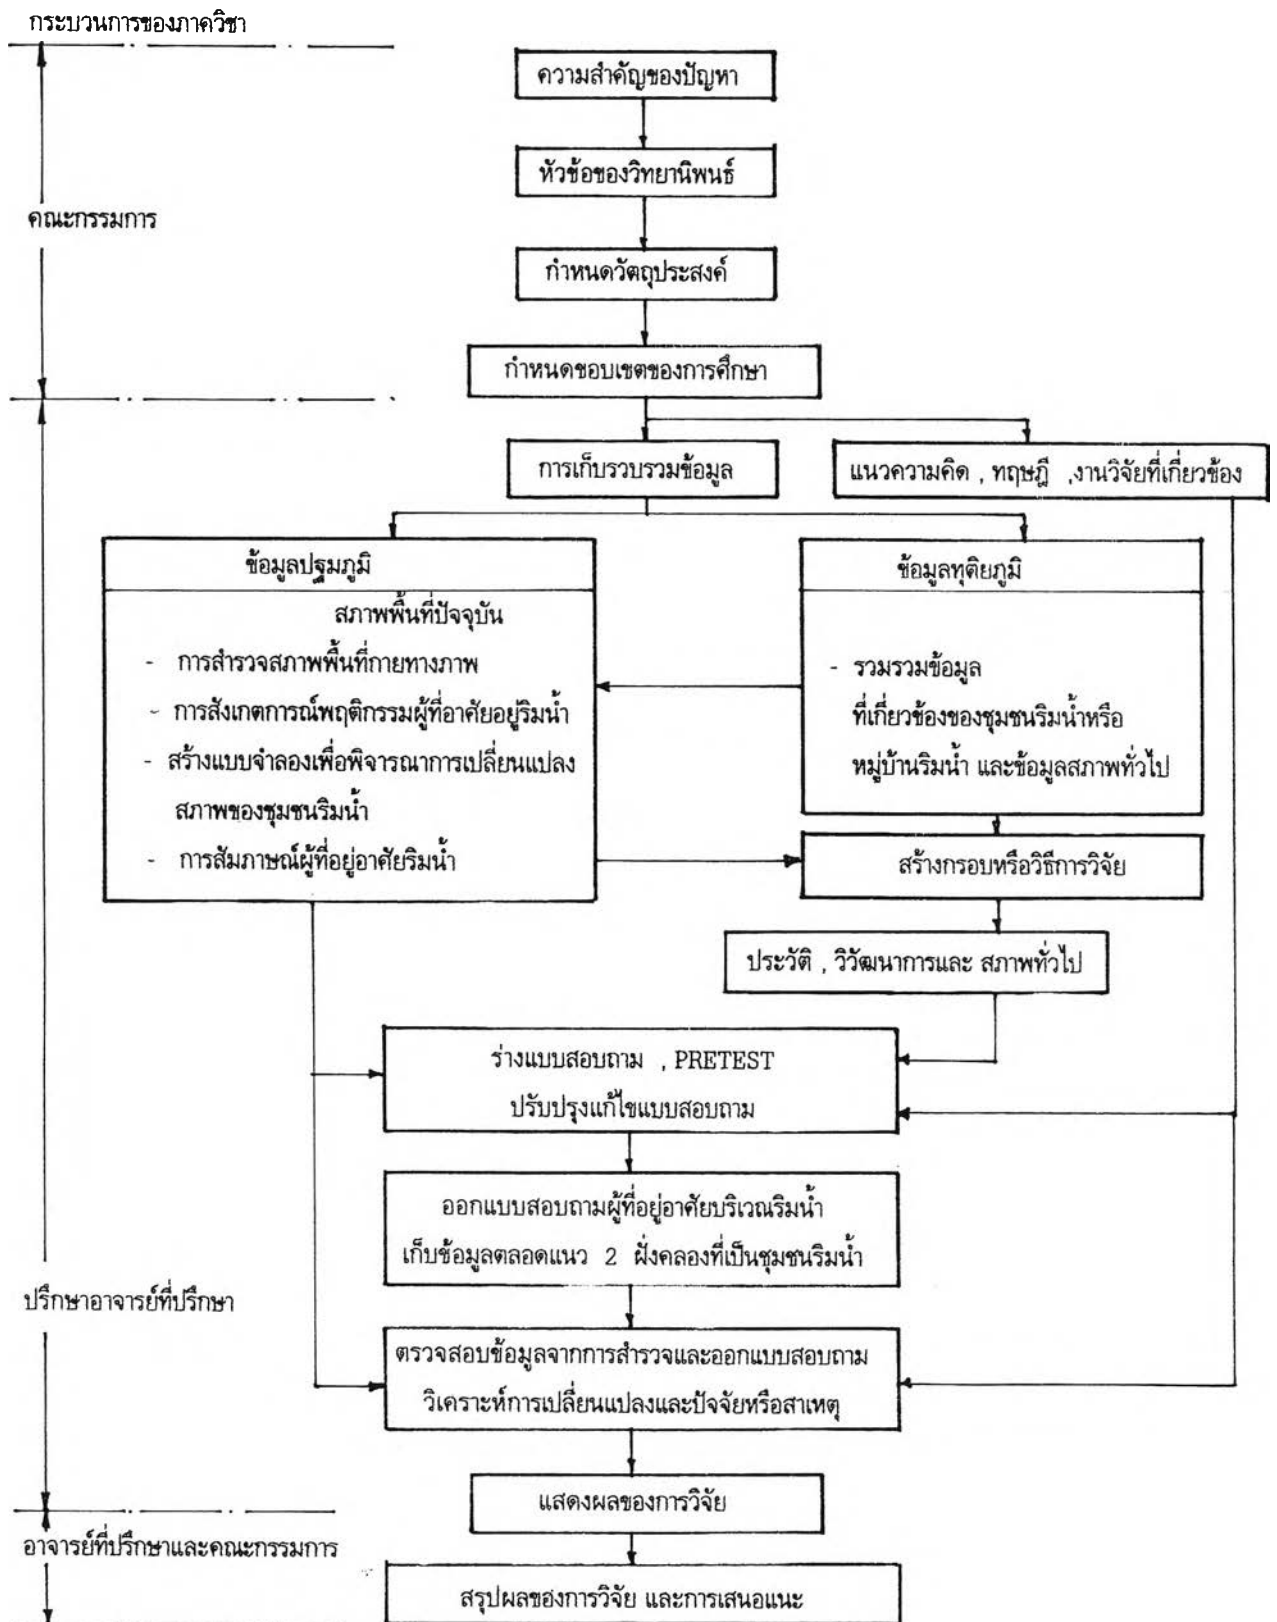 กระบวนการของภาควิชา
ความสำคัญของปัญหา
หัวข้อของวิทยานิพนธ์
คณะกรรมการ
กำหนดวัตถุประสงค์
กำหนดขอบเขตของการศึกษา
การเก็บรวบรวมข้อมูล
แนวความคิด , ทฤษฎี ,งานวิจัยที่เกี่ยวข้อง
ข้อมูลปฐมภูมิ
สภาพพื้นที่ปัจจุบัน
- การสำรวจสภาพพื้นที่กายทางภาพ
- การสังเกตการณ์พฤติกรรมผู้ที่อาศัยอยู่ริมน้ำ
- สร้างแบบจำลองเพื่อพิจารณาการเปลี่ยนแปลง
สภาพของชุมชนริมน้ำ
- การสัมภาษณ์ผู้ที่อยู่อาศัยริมน้ำ
ข้อมูลทุติยภูมิ
- รวมรวมข้อมูล
ที่เกี่ยวข้องของชุมชนริมน้ำหรือ
หมู่บ้านริมน้ำ และข้อมูลสภาพทั่วไป
สร้างกรอบหรือวิธีการวิจัย
ประวัติ , วิวัฒนาการและ สภาพทั่วไป
ร่างแบบสอบถาม , PRETEST
ปรับปรุงแก้ไขแบบสอบถาม
ออกแบบสอบถามผู้ที่อยู่อาศัยบริเวณริมน้ำ
เก็บข้อมูลตลอดแนว 2 ฝั่งคลองที่เป็นชุมชนริมน้ำ
ปรึกษาอาจารย์ที่ปรึกษา
ตรวจสอบข้อมูลจากการสำรวจและออกแบบสอบถาม
วิเคราะห์การเปลี่ยนแปลงและปัจจัยหรือสาเหตุ
แสดงผลของการวิจัย
อาจารย์ที่ปรึกษาและคณะกรรมการ
สรุปผลของการวิจัย และการเสนอแนะ